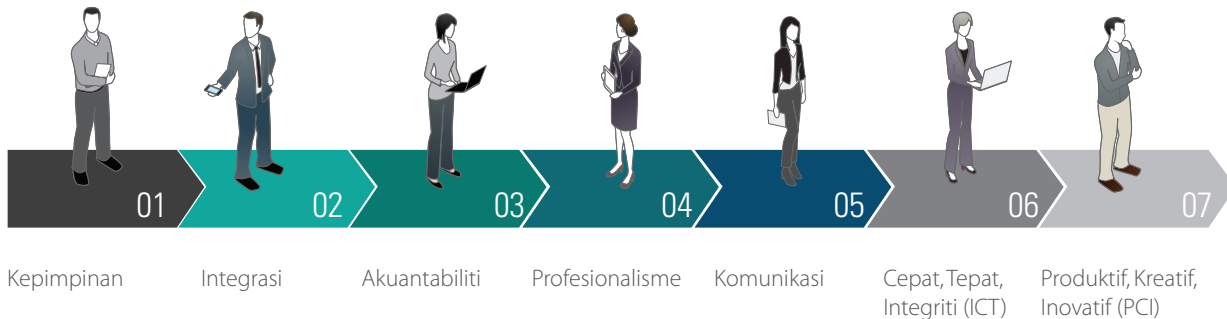 01
02
03
04
05
06
07
Kepimpinan
Integrasi
Akuantabiliti
Profesionalisme
Komunikasi
Cepat, Tepat,
Integriti (ICT)
Produktif, Kreatif,
Inovatif (PCI)